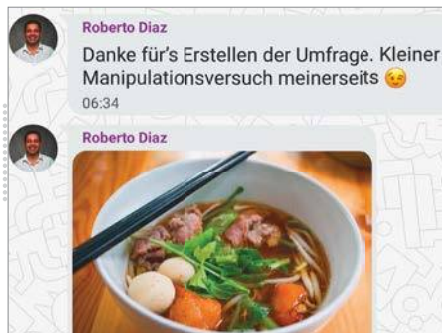 Roberto Diaz
Danke für's Erstellen der Umfrage. Kleiner
Manipulationsversuch meinerseits 😉
06:34
Roberto Diaz